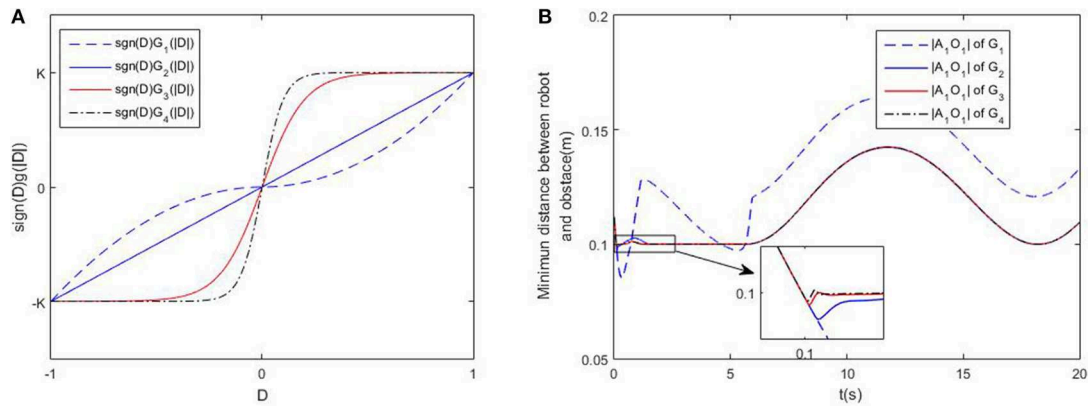 A
sgn(D)G₁(|D|)
sgn(D)G₂(|D|)
sgn(D)G₃(|D|)
sgn(D)G₄(|D|)
K
0
-K
sign(D)g(|D|)
-1
0
1
D
B
|A₁O₁| of G₁
|A₁O₁| of G₂
|A₁O₁| of G₃
|A₁O₁| of G₄
0.2
0.15
0.1
0.05
Minimun distance between robot
and obstace(m)
0.1
0.1
0
5
10
15
20
t(s)